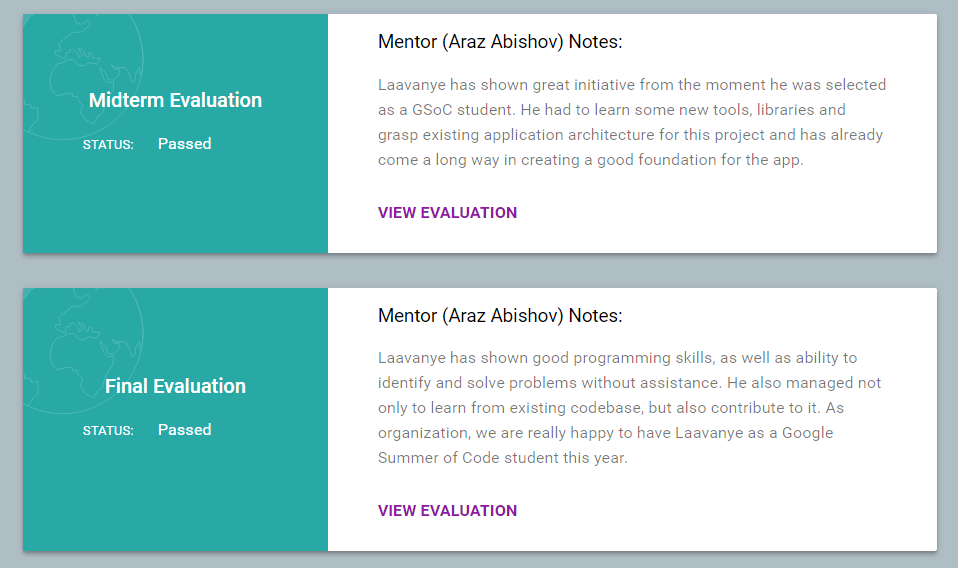 Midterm Evaluation
STATUS: Passed
Mentor (Araz Abishov) Notes:
Laavanye has shown great initiative from the moment he was selected
as a GSoC student. He had to learn some new tools, libraries and
grasp existing application architecture for this project and has already
come a long way in creating a good foundation for the app.
VIEW EVALUATION
Final Evaluation
STATUS: Passed
Mentor (Araz Abishov) Notes:
Laavanye has shown good programming skills, as well as ability to
identify and solve problems without assistance. He also managed not
only to learn from existing codebase, but also contribute to it. As
organization, we are really happy to have Laavanye as a Google
Summer of Code student this year.
VIEW EVALUATION